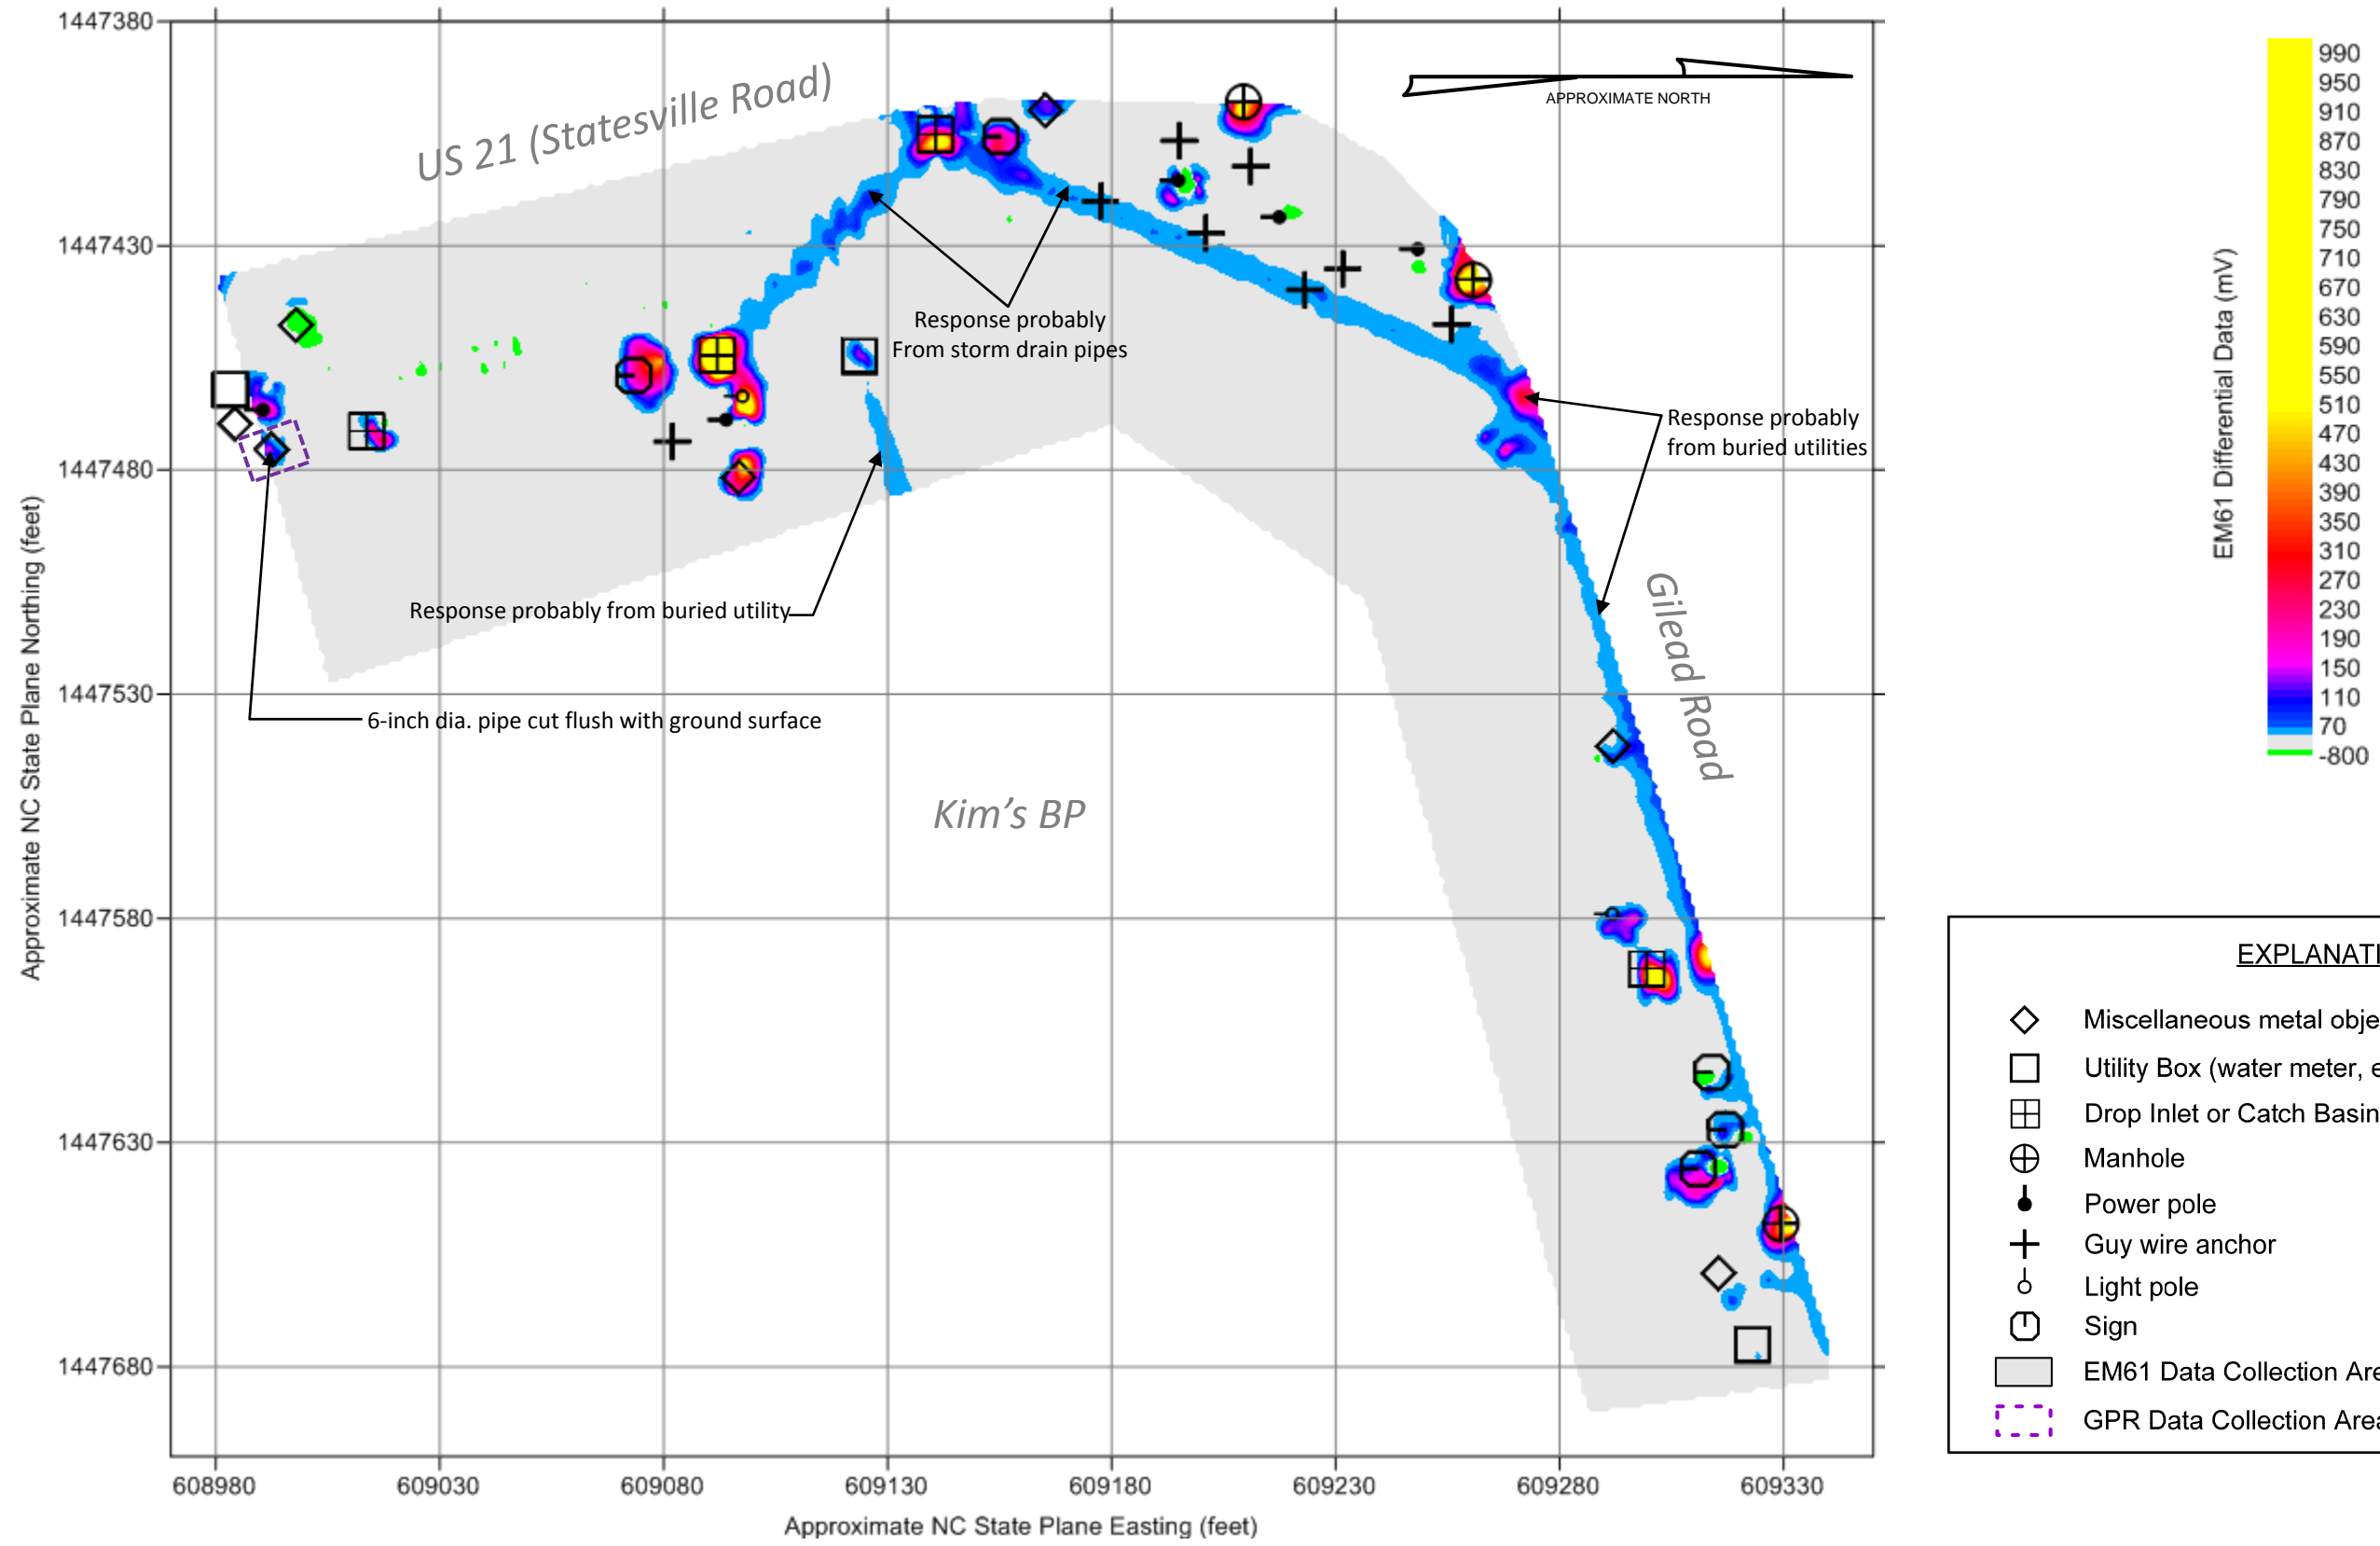 1447380
1447430
1447480
1447530
1447580
1447630
1447680
Approximate NC State Plane Northing (feet)
608980
609030
609080
609130
609180
609230
609280
609330
Approximate NC State Plane Easting (feet)
US 21 (Statesville Road)
APPROXIMATE NORTH
Response probably
From storm drain pipes
Response probably
from buried utilities
Response probably from buried utility
6-inch dia. pipe cut flush with ground surface
Gilead Road
Kim's BP
EM61 Differential Data (mV)
990
950
910
870
830
790
750
710
670
630
590
550
510
470
430
390
350
310
270
230
190
150
110
70
-800
EXPLANATI
Miscellaneous metal obje
Utility Box (water meter, e
Drop Inlet or Catch Basin
Manhole
Power pole
Guy wire anchor
Light pole
Sign
EM61 Data Collection Are
GPR Data Collection Area